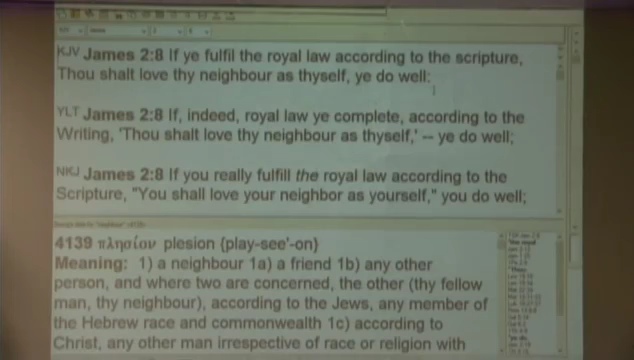 KJV James 2:8 If ye fulfil the royal law according to the scripture,
Thou shalt love thy neighbour as thyself, ye do well:
YLT James 2:8 If, indeed, royal law ye complete, according to the
Writing, 'Thou shalt love thy neighbour as thyself,' -- ye do well;
NKJ James 2:8 If you really fulfill the royal law according to the
Scripture, "You shall love your neighbor as yourself," you do well;
4139 πλησίον plesion {play-see'-on}
Meaning: 1) a neighbour 1a) a friend 1b) any other
person, and where two are concerned, the other (thy fellow
man, thy neighbour), according to the Jews, any member of
the Hebrew race and commonwealth 1c) according to
Christ, any other man irrespective of race or religion with